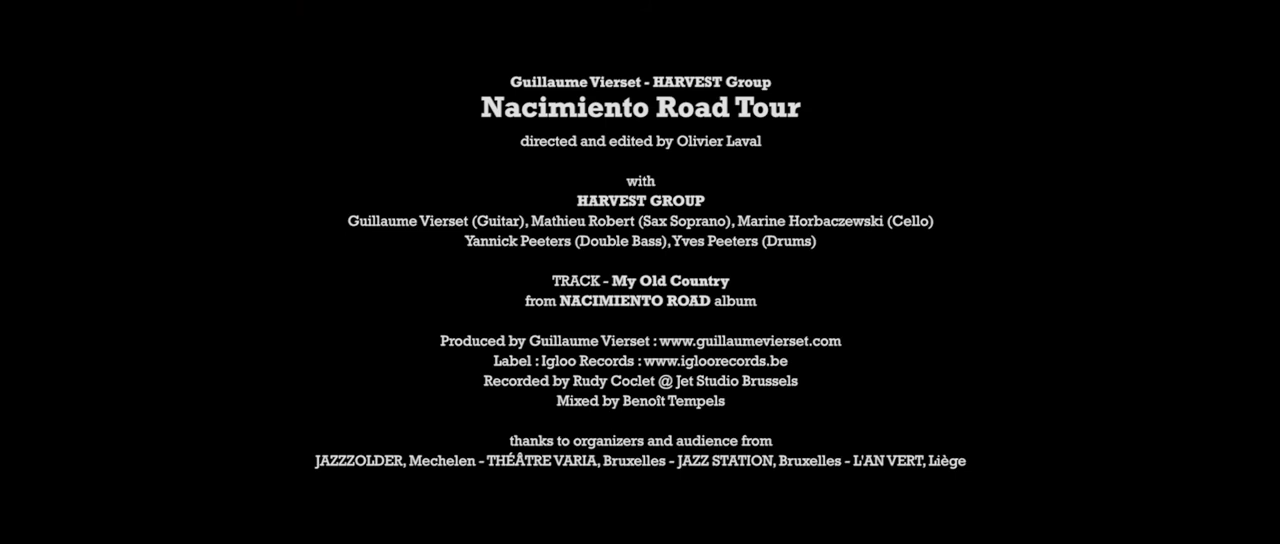 Guillaume Vierset - HARVEST Group
Nacimiento Road Tour
directed and edited by Olivier Laval
with
HARVEST GROUP
Guillaume Vierset (Guitar), Mathieu Robert (Sax Soprano), Marine Horbaczewski (Cello)
Yannick Peeters (Double Bass), Yves Peeters (Drums)
TRACK - My Old Country
from NACIMIENTO ROAD album
Produced by Guillaume Vierset : www.guillaumevierset.com
Label : Igloo Records : www.igloorecords.be
Recorded by Rudy Coclet @ Jet Studio Brussels
Mixed by Benoît Tempels
thanks to organizers and audience from
JAZZZOLDER, Mechelen - THÉÂTRE VARIA, Bruxelles - JAZZ STATION, Bruxelles - L'AN VERT, Liège